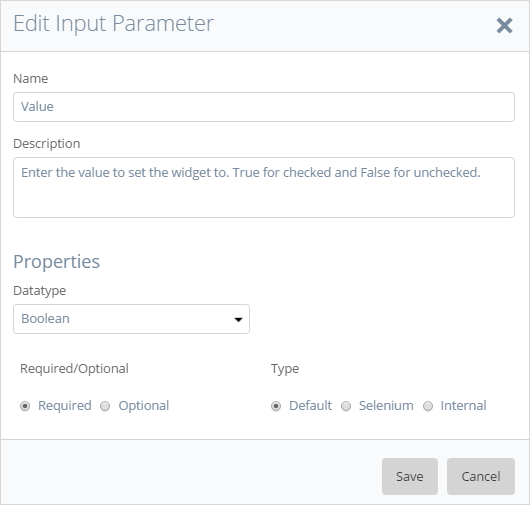 Edit Input Parameter
Name
Value
Description
Enter the value to set the widget to. True for checked and False for unchecked.
Properties
Datatype
Boolean
Required/Optional Type
Required Optional Default Selenium Internal
Save Cancel